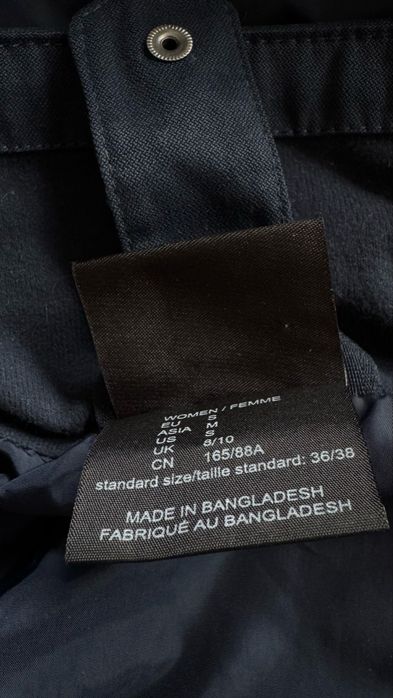 WOMEN / FEMME
EU S
ASIA M
US S
UK 8/10
CN 165/88A
standard size/taille standard: 36/38
MADE IN BANGLADESH
FABRIQUÉ AU BANGLADESH